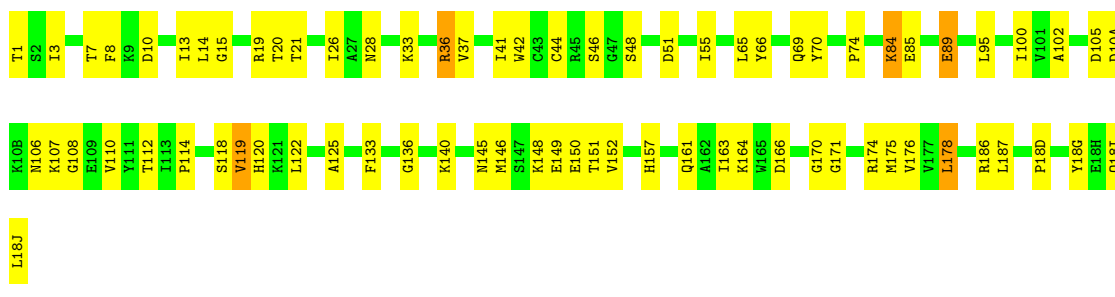 T1 S2 I3 T7 F8 K9 D10 I13 L14 G15 R19 T20 T21 I26 A27 N28 K33 R36 V37 I41 W42 C43 C44 R45 S46 G47 S48 D51 I55 L65 Y66 Q69 Y70 P74 K84 E85 E89 L95 I100 V101 A102 D105
K10B N106 K107 G108 E109 V110 Y111 T112 I113 P114 S118 V119 H120 K121 L122 A125 F133 G136 K140 N145 M146 S147 K148 E149 E150 T151 V152 H157 Q161 A162 I163 K164 W165 D166 G170 G171 R174 M175 V176 V177 L178 R186 L187 P18D Y18G E18H
L18J